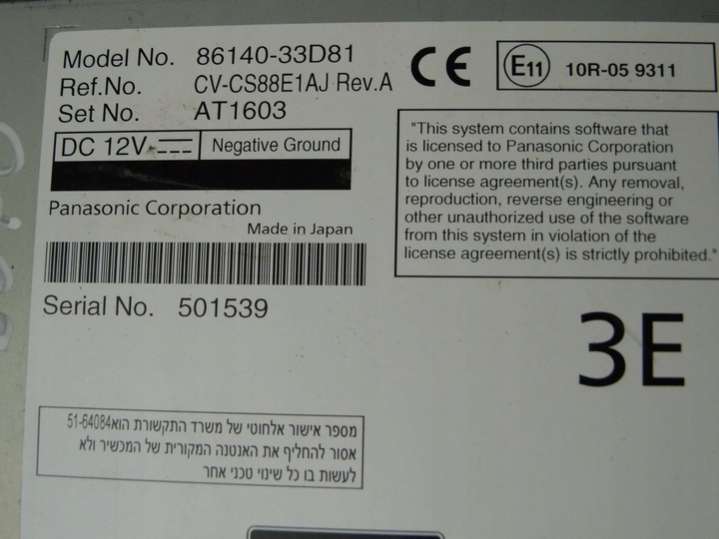 Model No. 86140-33D81
Ref.No. CV-CS88E1AJ Rev.A
Set No. AT1603
DC 12V Negative Ground
Panasonic Corporation
Made in Japan
Serial No. 501539
CE
E11 10R-05 9311
"This system contains software that
is licensed to Panasonic Corporation
by one or more third parties pursuant
to license agreement(s). Any removal,
reproduction, reverse engineering or
other unauthorized use of the software
from this system in violation of the
license agreement(s) is strictly prohibited."
3E
מספר אישור אלחוטי של משרד התקשורת הוא51-64084
אסור להחליף את האנטנה המקורית של המכשיר ולא
לעשות בו כל שינוי טכני אחר